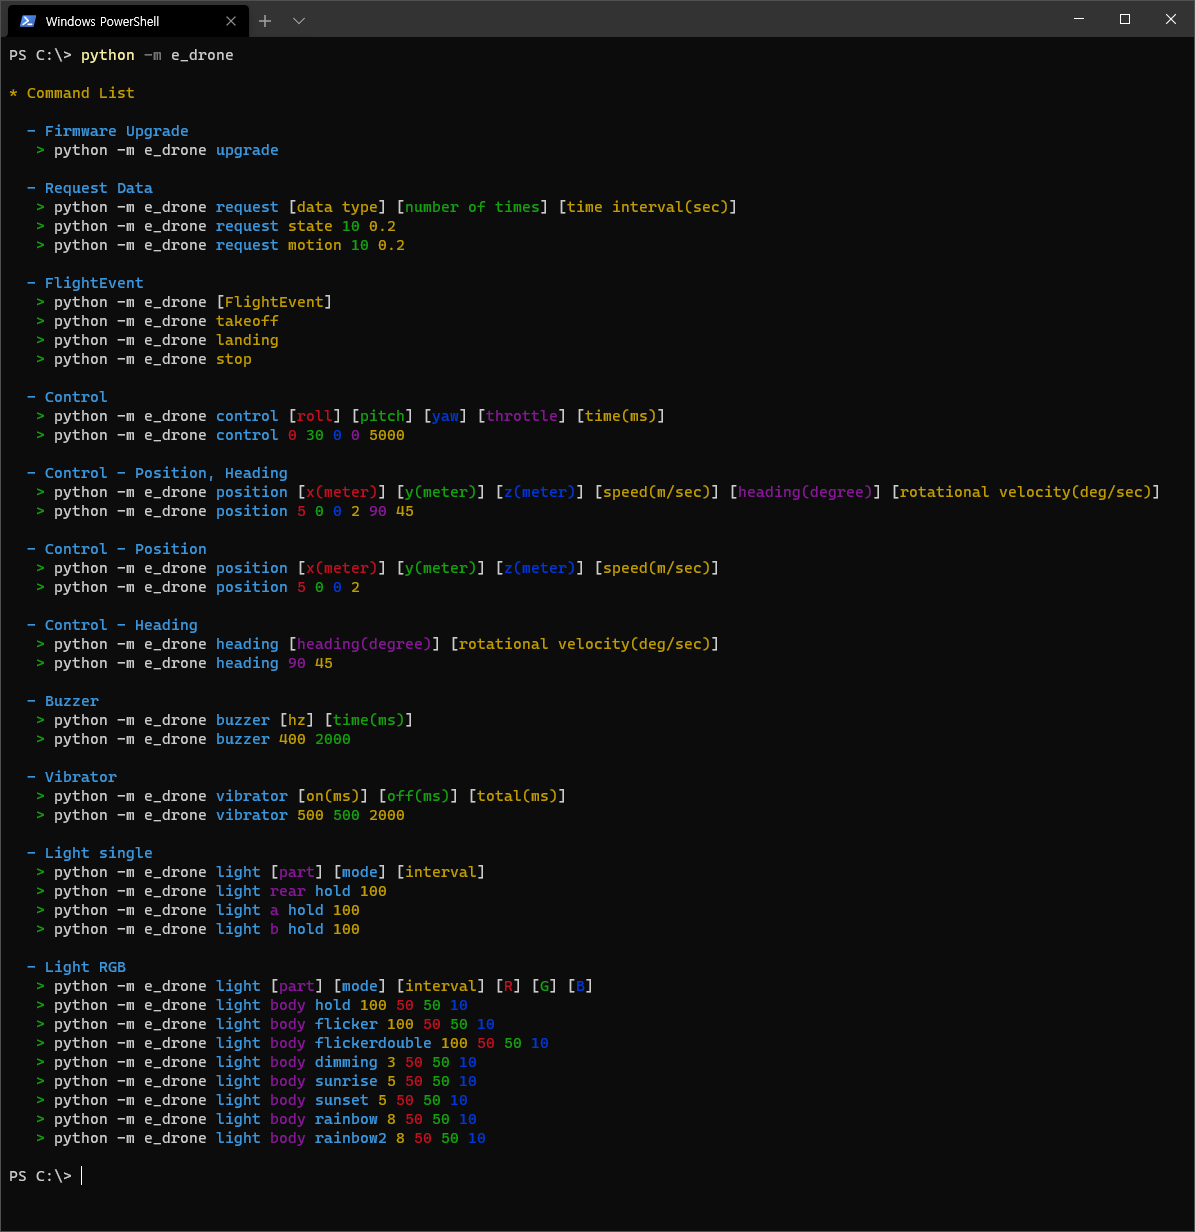 Windows PowerShell
PS C:\> python -m e_drone
* Command List
- Firmware Upgrade
> python -m e_drone upgrade
- Request Data
> python -m e_drone request [data type] [number of times] [time interval(sec)]
> python -m e_drone request state 10 0.2
> python -m e_drone request motion 10 0.2
- FlightEvent
> python -m e_drone [FlightEvent]
> python -m e_drone takeoff
> python -m e_drone landing
> python -m e_drone stop
- Control
> python -m e_drone control [roll] [pitch] [yaw] [throttle] [time(ms)]
> python -m e_drone control 0 30 0 0 5000
- Control - Position, Heading
> python -m e_drone position [x(meter)] [y(meter)] [z(meter)] [speed(m/sec)] [heading(degree)] [rotational velocity(deg/sec)]
> python -m e_drone position 5 0 0 2 90 45
- Control - Position
> python -m e_drone position [x(meter)] [y(meter)] [z(meter)] [speed(m/sec)]
> python -m e_drone position 5 0 0 2
- Control - Heading
> python -m e_drone heading [heading(degree)] [rotational velocity(deg/sec)]
> python -m e_drone heading 90 45
- Buzzer
> python -m e_drone buzzer [hz] [time(ms)]
> python -m e_drone buzzer 400 2000
- Vibrator
> python -m e_drone vibrator [on(ms)] [off(ms)] [total(ms)]
> python -m e_drone vibrator 500 500 2000
- Light single
> python -m e_drone light [part] [mode] [interval]
> python -m e_drone light rear hold 100
> python -m e_drone light a hold 100
> python -m e_drone light b hold 100
- Light RGB
> python -m e_drone light [part] [mode] [interval] [R] [G] [B]
> python -m e_drone light body hold 100 50 50 10
> python -m e_drone light body flicker 100 50 50 10
> python -m e_drone light body flickerdouble 100 50 50 10
> python -m e_drone light body dimming 3 50 50 10
> python -m e_drone light body sunrise 5 50 50 10
> python -m e_drone light body sunset 5 50 50 10
> python -m e_drone light body rainbow 8 50 50 10
> python -m e_drone light body rainbow2 8 50 50 10
PS C:\>